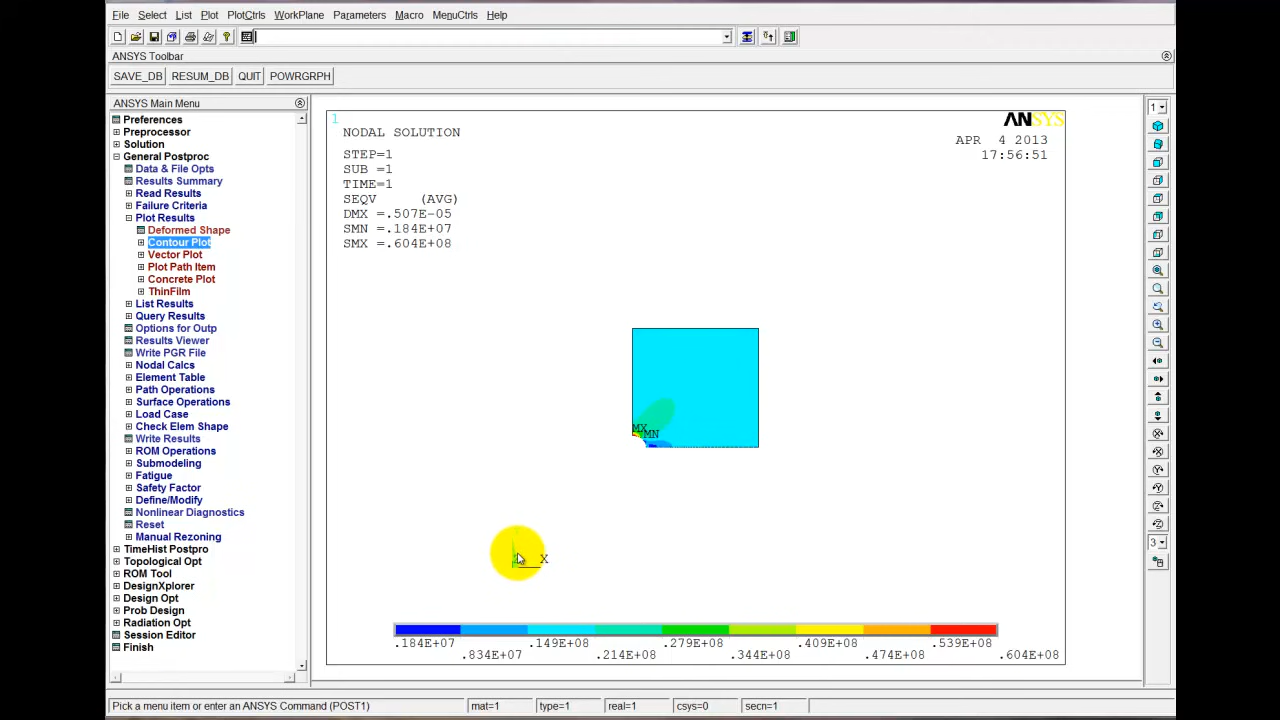 File Select List Plot PlotCtrls WorkPlane Parameters Macro MenuCtrls Help
ANSYS Toolbar
SAVE_DB RESUM_DB QUIT POWRGRPH
ANSYS Main Menu
Preferences
Preprocessor
Solution
General Postproc
Data & File Opts
Results Summary
Read Results
Failure Criteria
Plot Results
Deformed Shape
Contour Plot
Vector Plot
Plot Path Item
Concrete Plot
ThinFilm
List Results
Query Results
Options for Outp
Results Viewer
Write PGR File
Nodal Calcs
Element Table
Path Operations
Surface Operations
Load Case
Check Elem Shape
Write Results
ROM Operations
Submodeling
Fatigue
Safety Factor
Define/Modify
Nonlinear Diagnostics
Reset
Manual Rezoning
TimeHist Postpro
Topological Opt
ROM Tool
DesignXplorer
Design Opt
Prob Design
Radiation Opt
Session Editor
Finish
1
NODAL SOLUTION
STEP=1
SUB =1
TIME=1
SEQV (AVG)
DMX =.507E-05
SMN =.184E+07
SMX =.604E+08
ANSYS
APR 4 2013
17:56:51
MX
MN
X
.184E+07 .149E+08 .279E+08 .409E+08 .539E+08
.834E+07 .214E+08 .344E+08 .474E+08 .604E+08
1
3
Pick a menu item or enter an ANSYS Command (POST1) mat=1 type=1 real=1 csys=0 secn=1